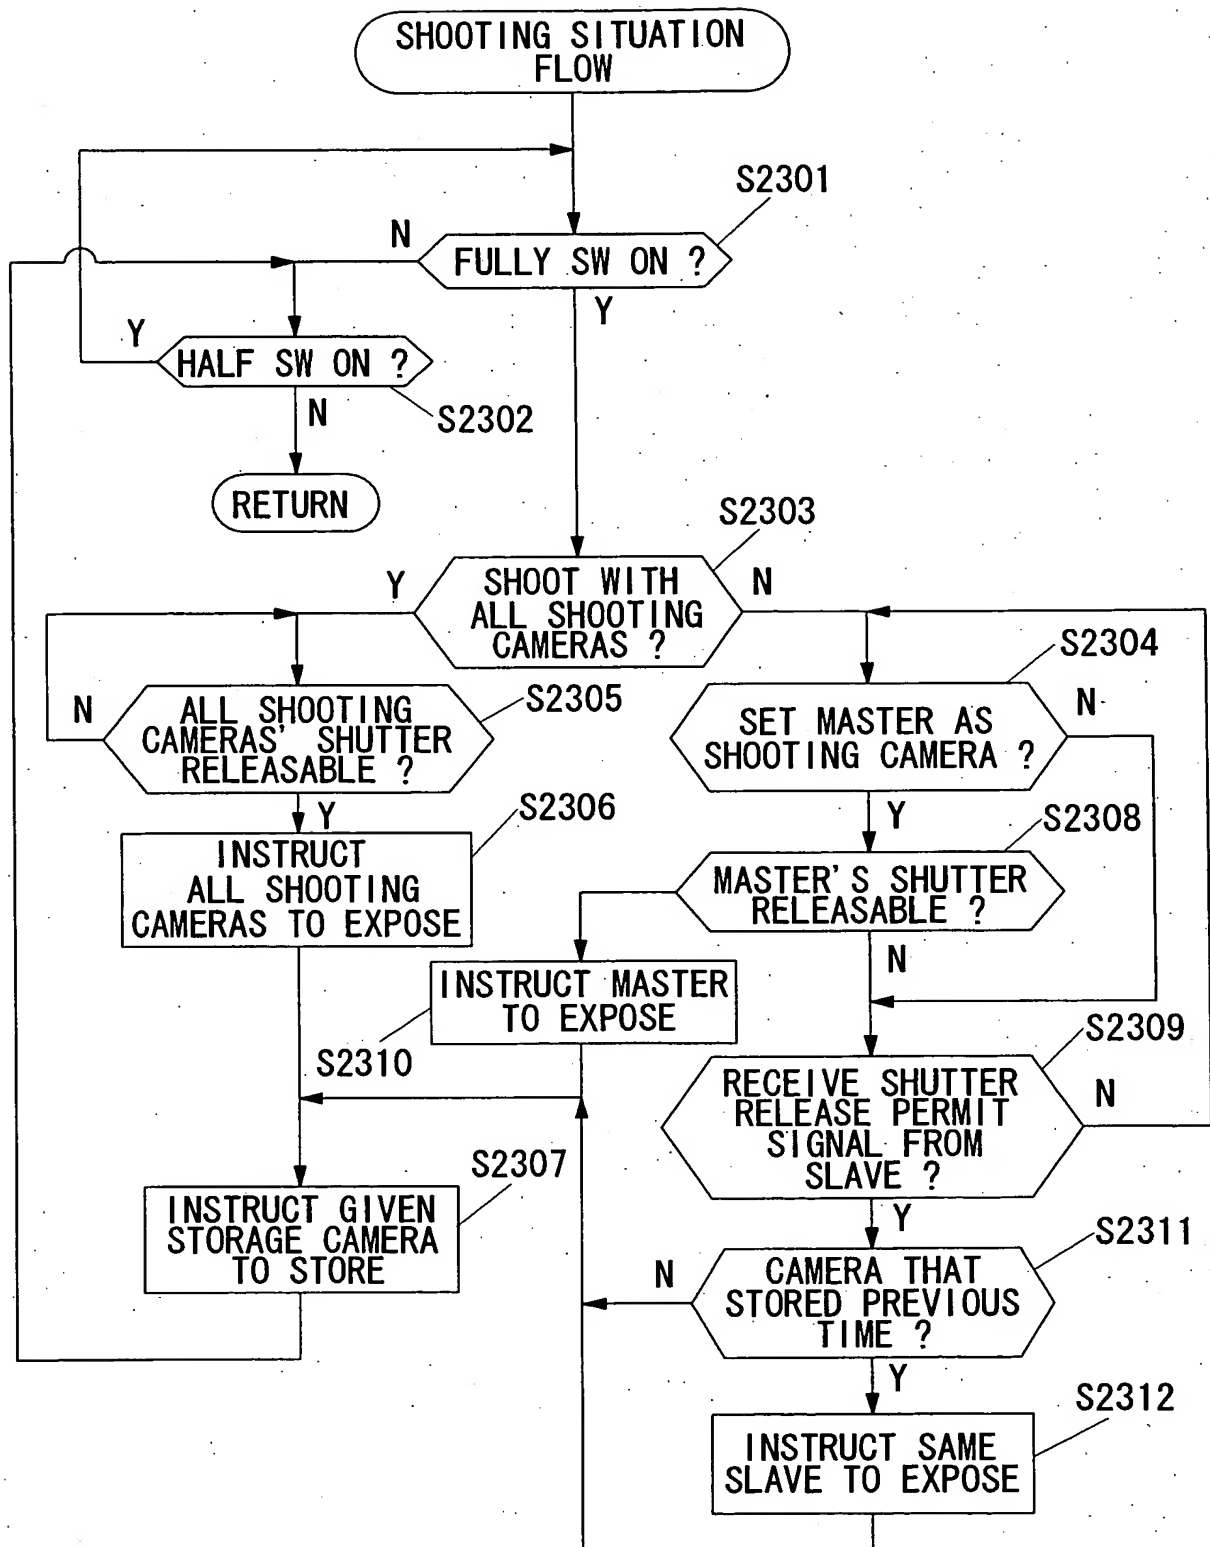 SHOOTING SITUATION
FLOW
S2301
N
FULLY SW ON ?
Y
Y
HALF SW ON ?
N
S2302
RETURN
S2303
Y
SHOOT WITH
ALL SHOOTING
CAMERAS ?
N
S2304
N
ALL SHOOTING
CAMERAS' SHUTTER
RELEASABLE ?
S2305
SET MASTER AS
SHOOTING CAMERA ?
N
Y
S2306
Y
S2308
INSTRUCT
ALL SHOOTING
CAMERAS TO EXPOSE
MASTER'S SHUTTER
RELEASABLE ?
N
INSTRUCT MASTER
TO EXPOSE
S2310
S2309
RECEIVE SHUTTER
RELEASE PERMIT
SIGNAL FROM
SLAVE ?
N
S2307
Y
INSTRUCT GIVEN
STORAGE CAMERA
TO STORE
S2311
N
CAMERA THAT
STORED PREVIOUS
TIME ?
Y
S2312
INSTRUCT SAME
SLAVE TO EXPOSE